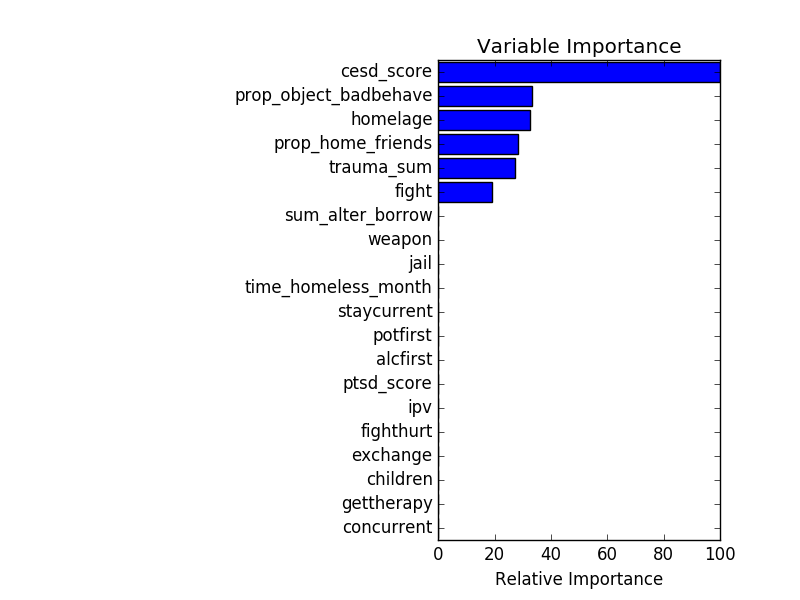 Variable Importance
cesd_score
prop_object_badbehave
homelage
prop_home_friends
trauma_sum
fight
sum_alter_borrow
weapon
jail
time_homeless_month
staycurrent
potfirst
alcfirst
ptsd_score
ipv
fighthurt
exchange
children
gettherapy
concurrent
0 20 40 60 80 100
Relative Importance